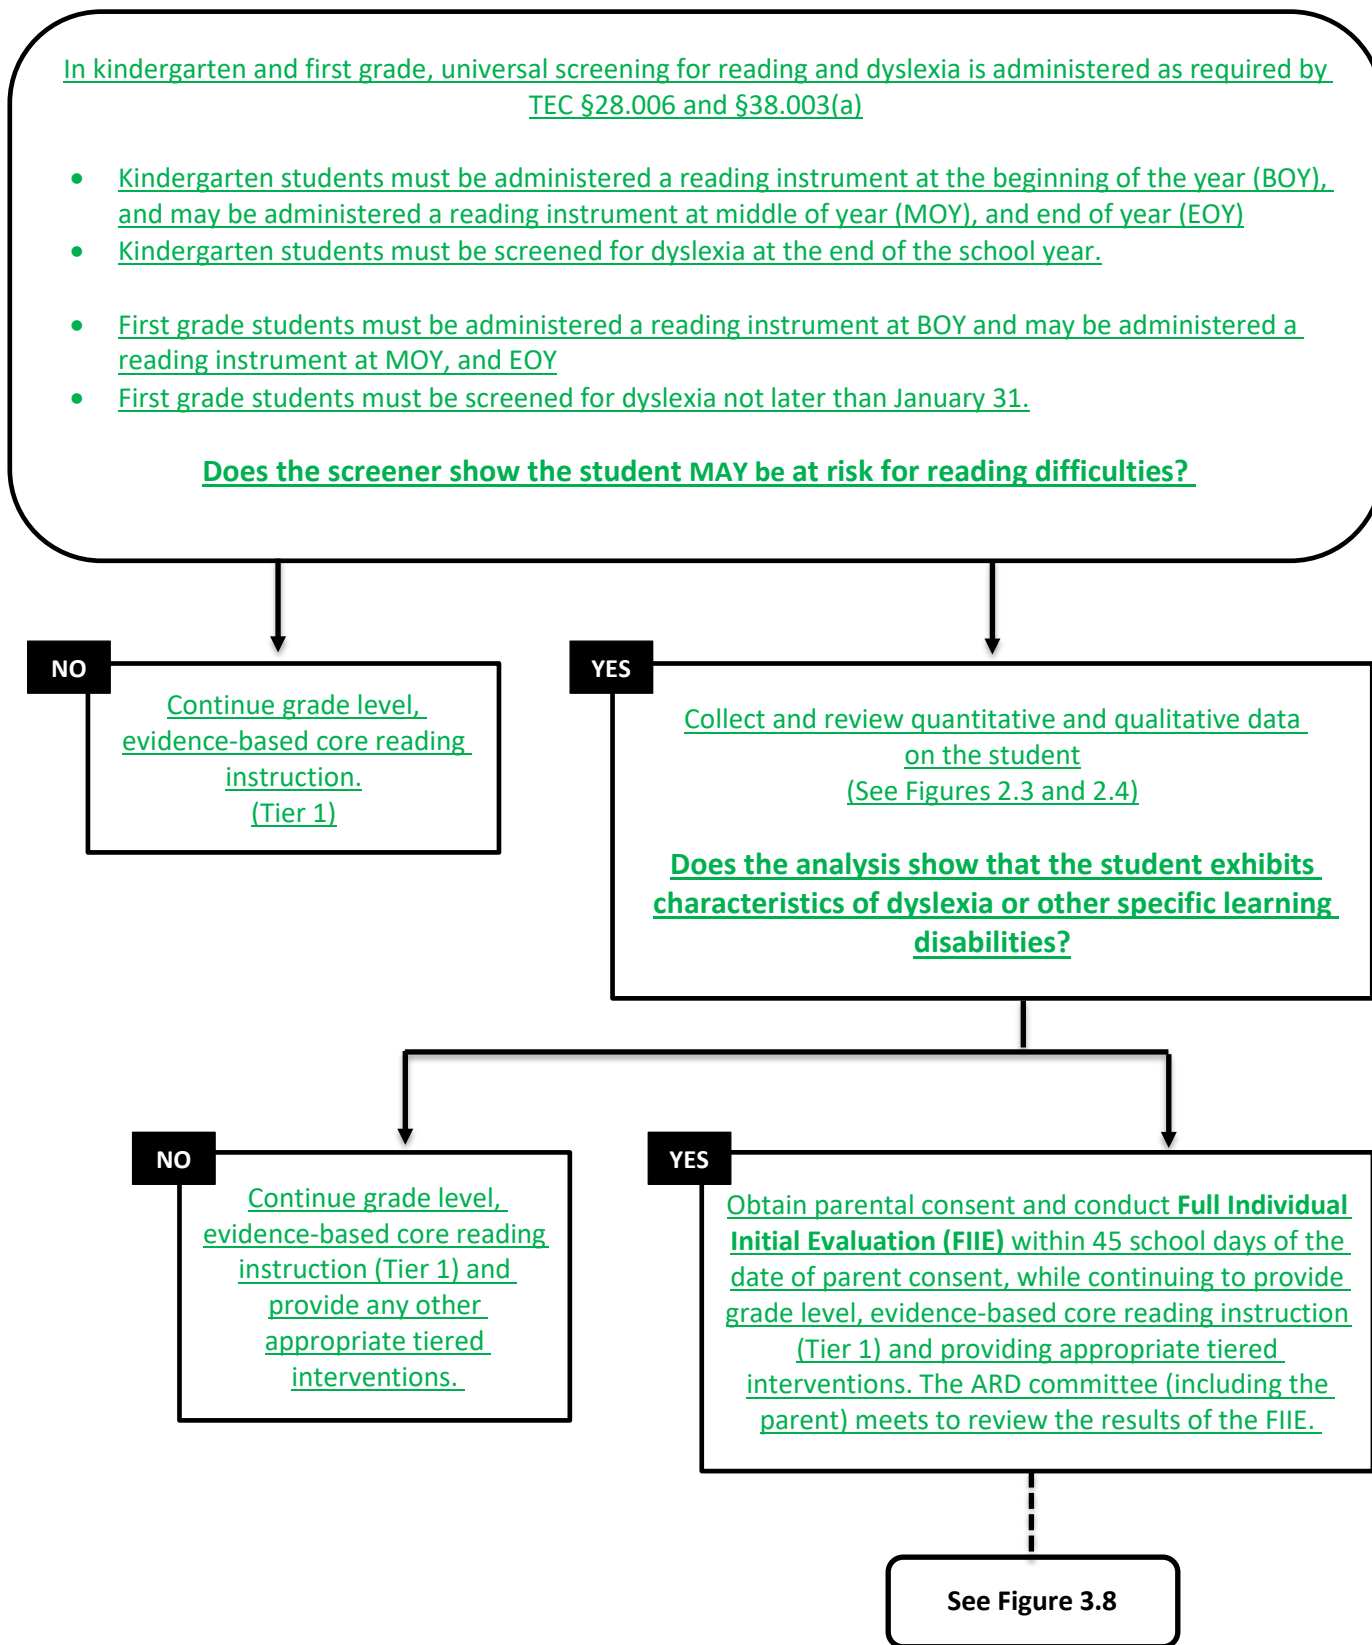 In kindergarten and first grade, universal screening for reading and dyslexia is administered as required by
TEC §28.006 and §38.003(a)
• Kindergarten students must be administered a reading instrument at the beginning of the year (BOY),
and may be administered a reading instrument at middle of year (MOY), and end of year (EOY)
• Kindergarten students must be screened for dyslexia at the end of the school year.
• First grade students must be administered a reading instrument at BOY and may be administered a
reading instrument at MOY, and EOY
• First grade students must be screened for dyslexia not later than January 31.
Does the screener show the student MAY be at risk for reading difficulties?
NO
Continue grade level,
evidence-based core reading
instruction.
(Tier 1)
YES
Collect and review quantitative and qualitative data
on the student
(See Figures 2.3 and 2.4)
Does the analysis show that the student exhibits
characteristics of dyslexia or other specific learning
disabilities?
NO
Continue grade level,
evidence-based core reading
instruction (Tier 1) and
provide any other
appropriate tiered
interventions.
YES
Obtain parental consent and conduct Full Individual
Initial Evaluation (FIIE) within 45 school days of the
date of parent consent, while continuing to provide
grade level, evidence-based core reading instruction
(Tier 1) and providing appropriate tiered
interventions. The ARD committee (including the
parent) meets to review the results of the FIIE.
See Figure 3.8